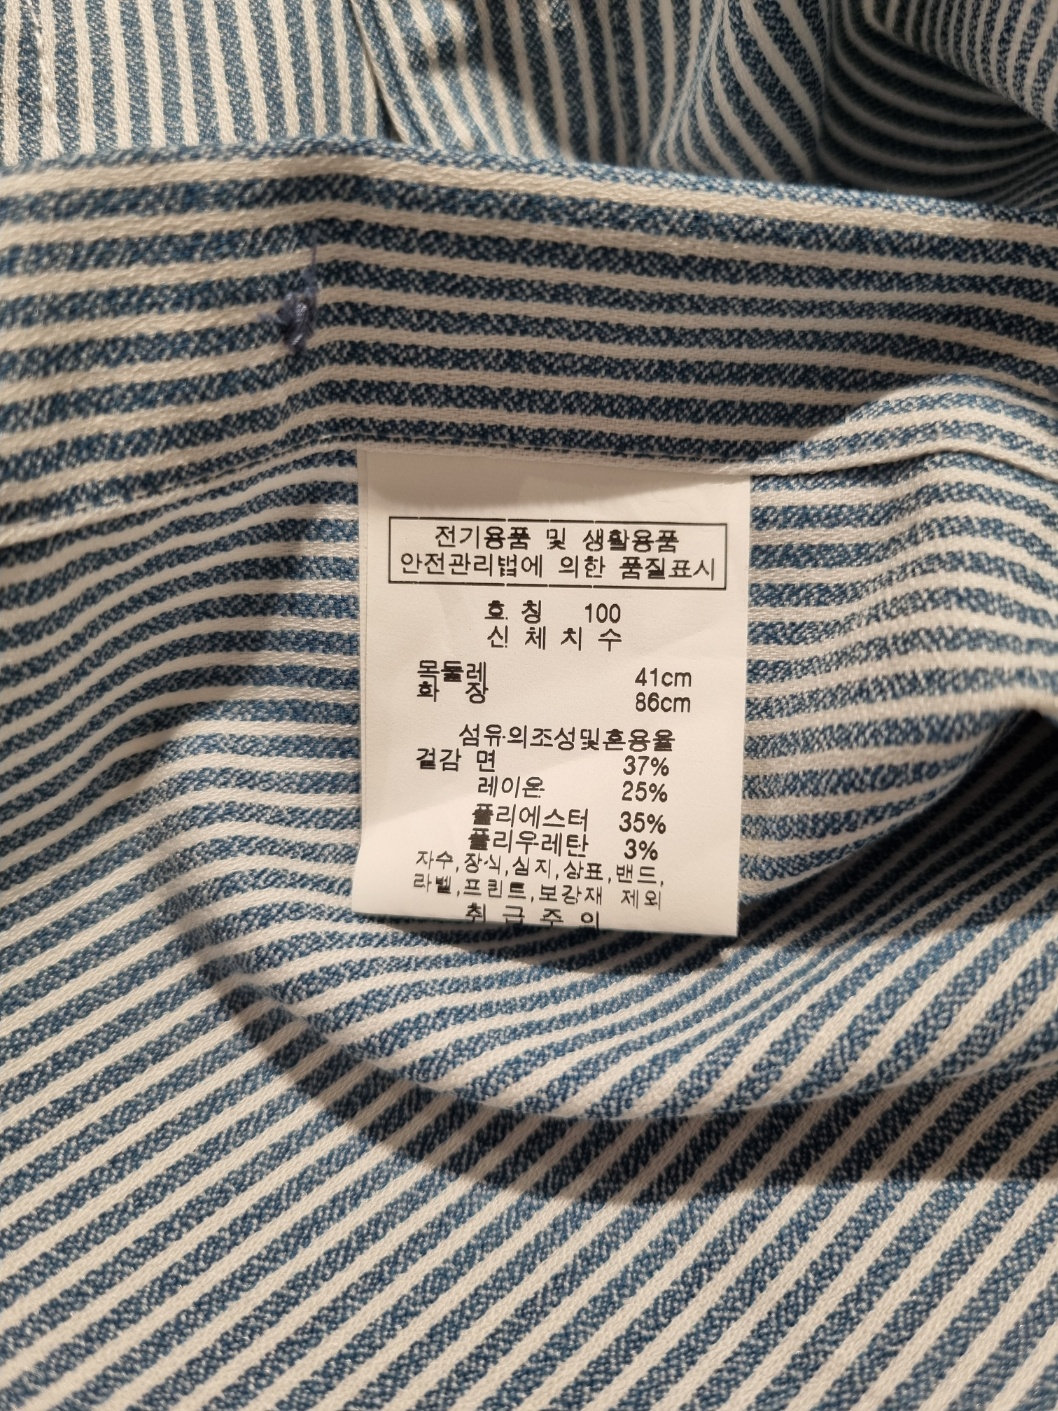 전기용품 및 생활용품
안전관리법에 의한 품질표시
호 칭 100
신 체 치 수
목둘레 41cm
화 장 86cm
섬유의조성및혼용율
겉감 면 37%
레이온 25%
폴리에스터 35%
폴리우레탄 3%
자수,장식,심지,상표,밴드,
라벨,프린트,보강재 제외
취 급 주 의